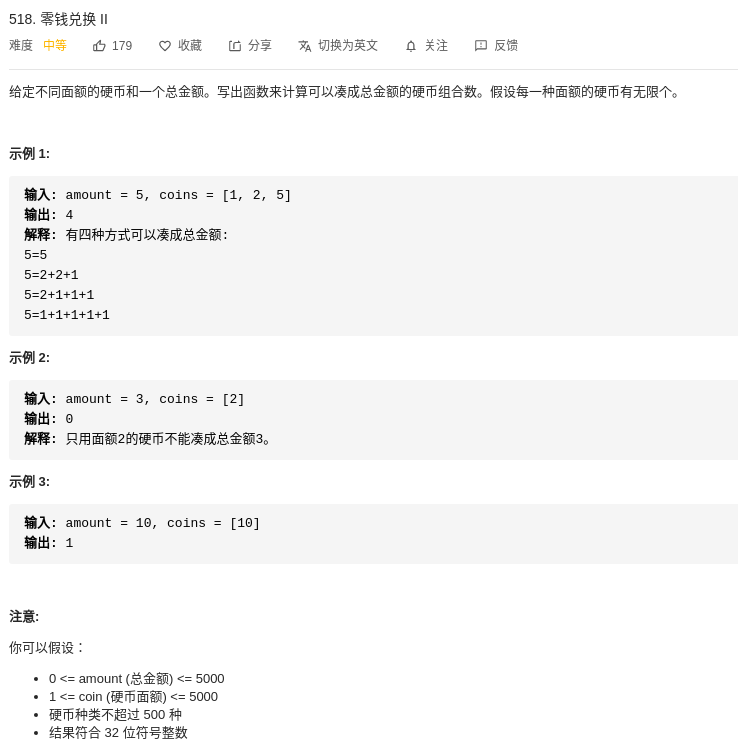 518. 零钱兑换 II
难度 中等 179 收藏 分享 切换为英文 关注 反馈
给定不同面额的硬币和一个总金额。写出函数来计算可以凑成总金额的硬币组合数。假设每一种面额的硬币有无限个。
示例 1:
输入: amount = 5, coins = [1, 2, 5]
输出: 4
解释: 有四种方式可以凑成总金额:
5=5
5=2+2+1
5=2+1+1+1
5=1+1+1+1+1
示例 2:
输入: amount = 3, coins = [2]
输出: 0
解释: 只用面额2的硬币不能凑成总金额3。
示例 3:
输入: amount = 10, coins = [10]
输出: 1
注意:
你可以假设：
• 0 <= amount (总金额) <= 5000
• 1 <= coin (硬币面额) <= 5000
• 硬币种类不超过 500 种
• 结果符合 32 位符号整数